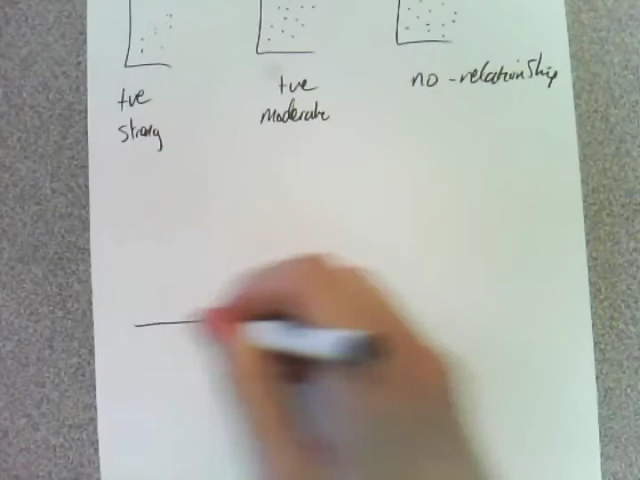 +ve
strong
+ve
moderate
no-relationship